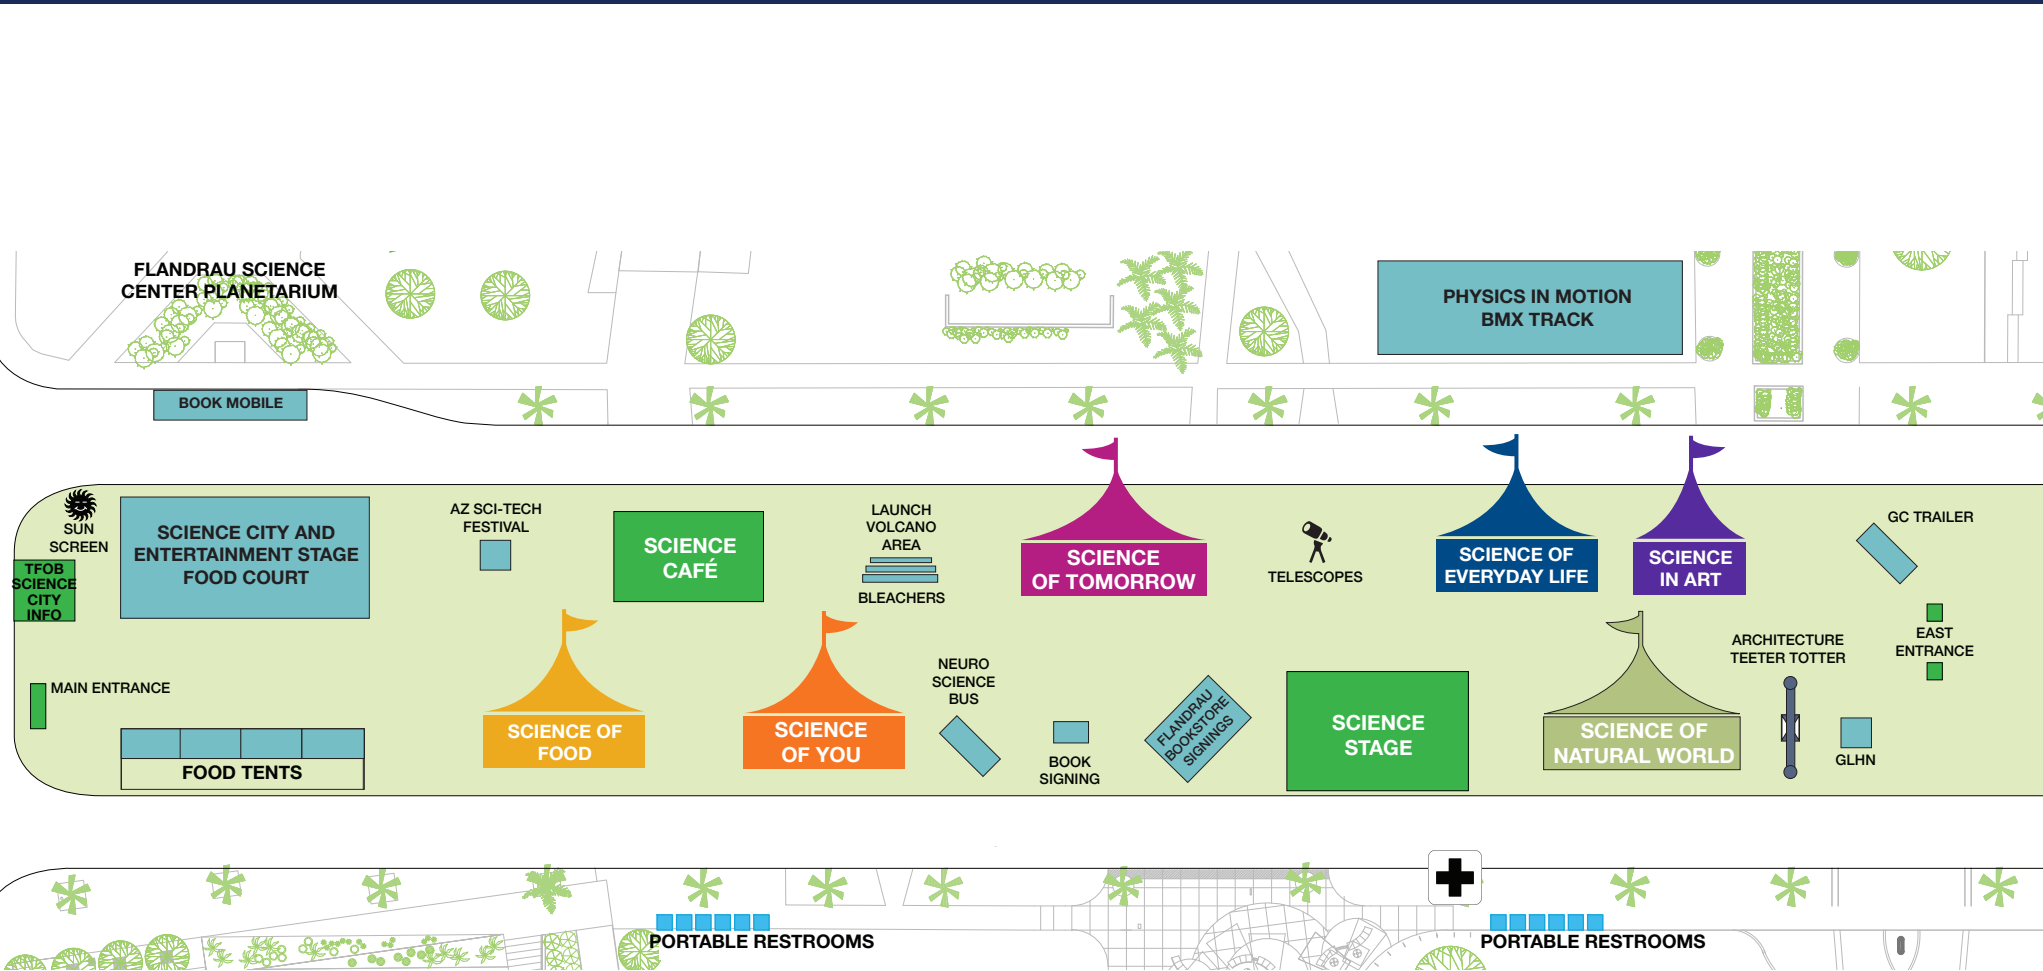 FLANDRAU SCIENCE
CENTER PLANETARIUM
PHYSICS IN MOTION
BMX TRACK
BOOK MOBILE
SUN
SCREEN
SCIENCE CITY AND
ENTERTAINMENT STAGE
FOOD COURT
AZ SCI-TECH
FESTIVAL
SCIENCE
CAFÉ
LAUNCH
VOLCANO
AREA
BLEACHERS
SCIENCE
OF TOMORROW
TELESCOPES
SCIENCE OF
EVERYDAY LIFE
SCIENCE
IN ART
GC TRAILER
TFOB
SCIENCE
CITY
INFO
EAST
ENTRANCE
MAIN ENTRANCE
FOOD TENTS
SCIENCE OF
FOOD
SCIENCE
OF YOU
NEURO
SCIENCE
BUS
BOOK
SIGNING
FLANDRAU
BOOKSTORE
SIGNINGS
SCIENCE
STAGE
SCIENCE OF
NATURAL WORLD
ARCHITECTURE
TEETER TOTTER
GLHN
PORTABLE RESTROOMS
PORTABLE RESTROOMS